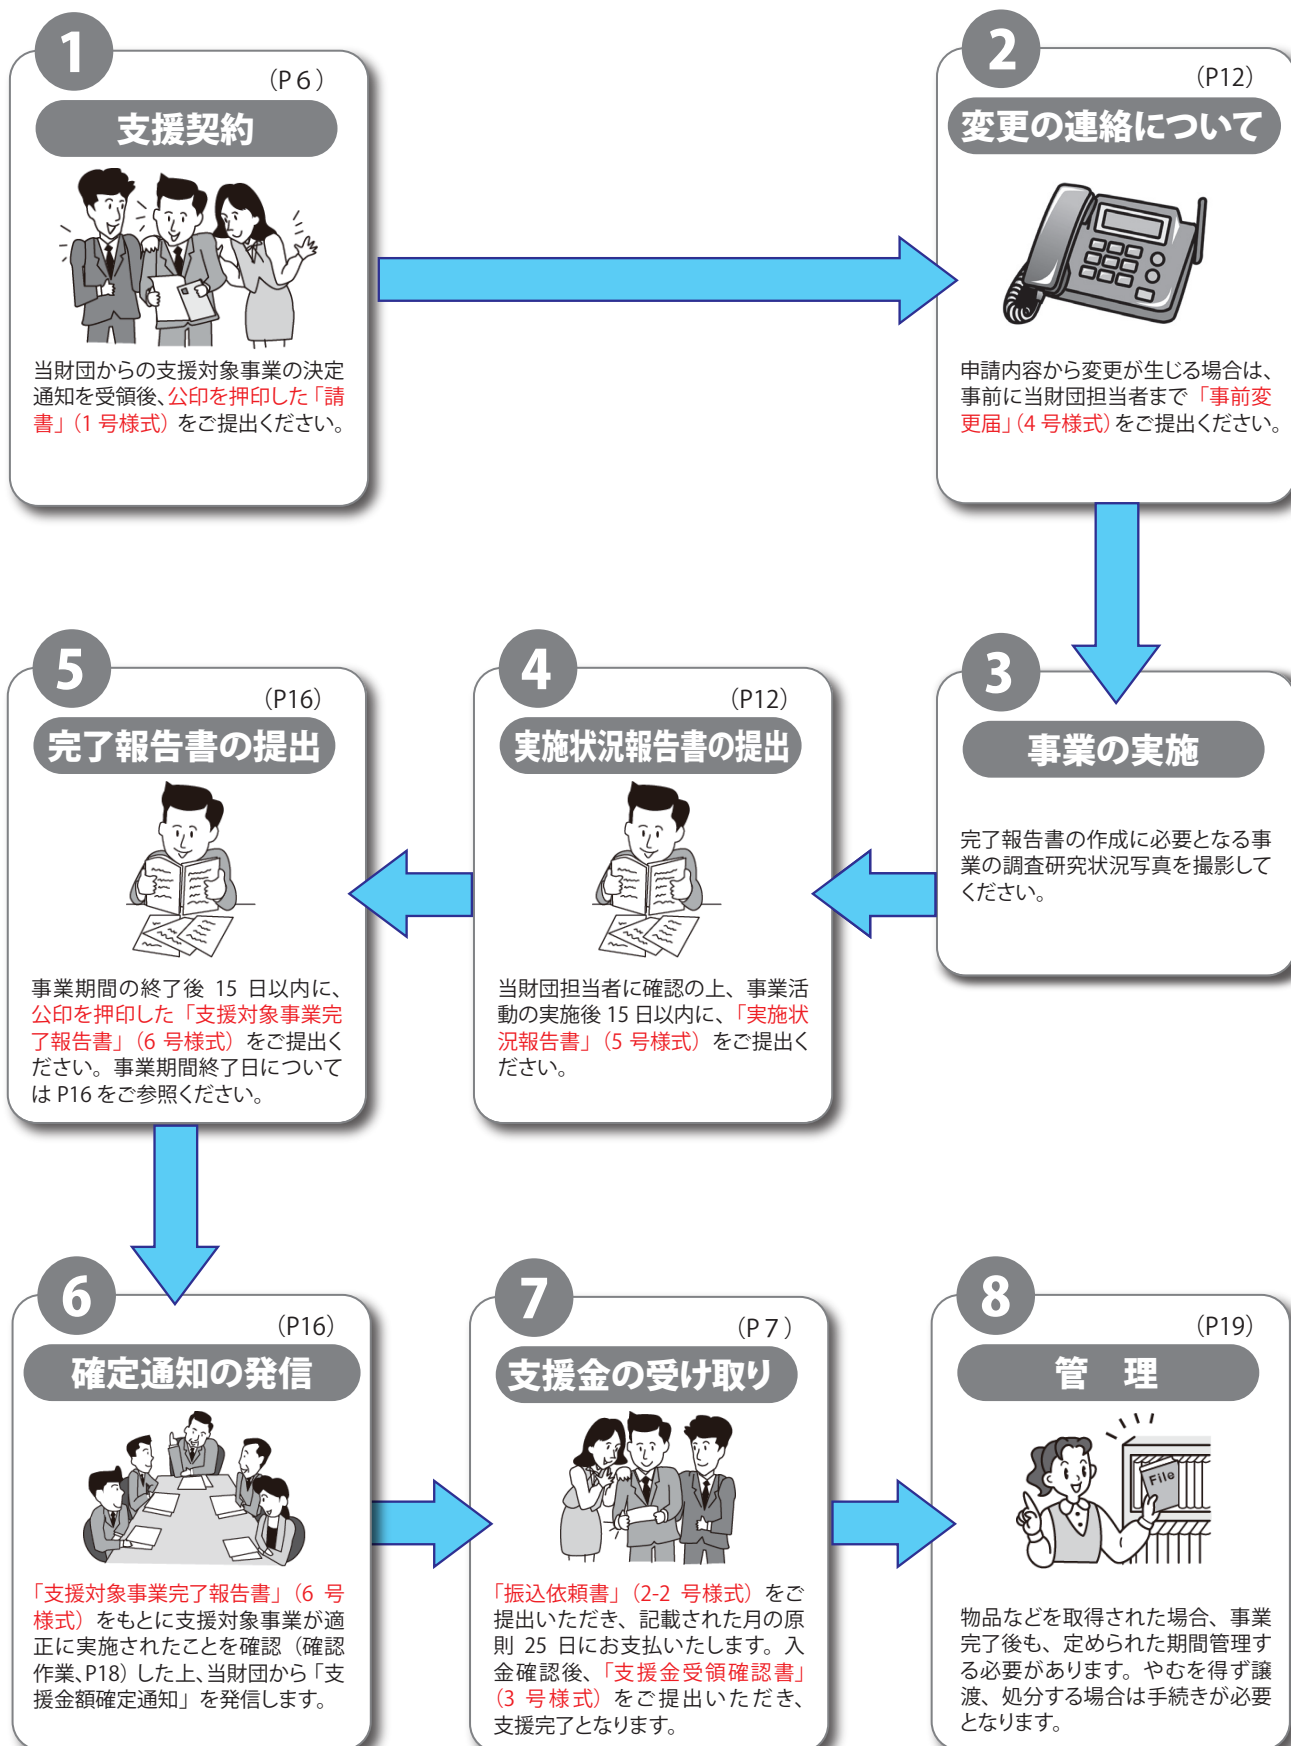 1
（P 6 ）
支援契約
当財団からの支援対象事業の決定
通知を受領後、公印を押印した「請
書」（1 号様式）をご提出ください。
2
（P12）
変更の連絡について
申請内容から変更が生じる場合は、
事前に当財団担当者まで「事前変
更届」（4 号様式）をご提出ください。
3
事業の実施
完了報告書の作成に必要となる事
業の調査研究状況写真を撮影して
ください。
4
（P12）
実施状況報告書の提出
当財団担当者に確認の上、事業活
動の実施後 15 日以内に、「実施状
況報告書」（5 号様式）をご提出く
ださい。
5
（P16）
完了報告書の提出
事業期間の終了後 15 日以内に、
公印を押印した「支援対象事業完
了報告書」（6 号様式）をご提出く
ださい。事業期間終了日について
は P16 をご参照ください。
6
（P16）
確定通知の発信
「支援対象事業完了報告書」（6 号
様式）をもとに支援対象事業が適
正に実施されたことを確認（確認
作業、P18）した上、当財団から「支
援金額確定通知」を発信します。
7
（P 7 ）
支援金の受け取り
「振込依頼書」（2-2 号様式）をご
提出いただき、記載された月の原
則 25 日にお支払いたします。入
金確認後、「支援金受領確認書」
（3 号様式）をご提出いただき、
支援完了となります。
8
（P19）
管　理
File
物品などを取得された場合、事業
完了後も、定められた期間管理す
る必要があります。やむを得ず譲
渡、処分する場合は手続きが必要
となります。